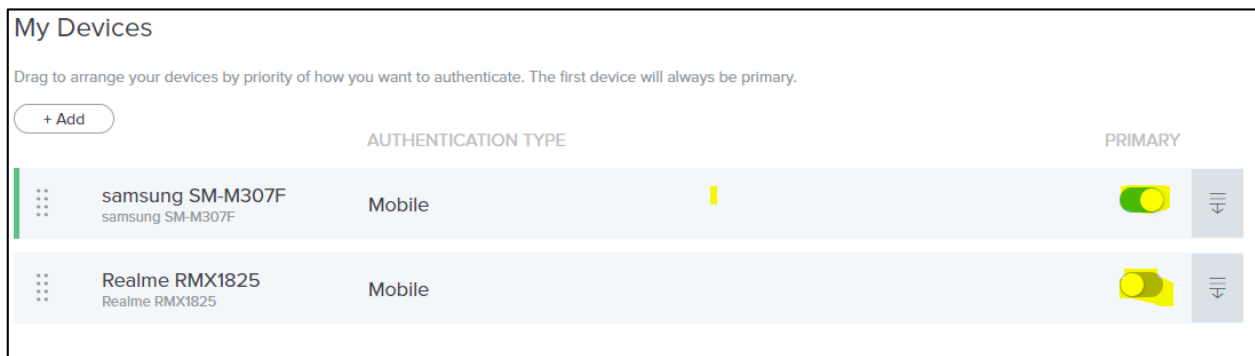 My Devices
Drag to arrange your devices by priority of how you want to authenticate. The first device will always be primary.
+ Add
AUTHENTICATION TYPE PRIMARY
samsung SM-M307F Mobile
samsung SM-M307F
Realme RMX1825 Mobile
Realme RMX1825